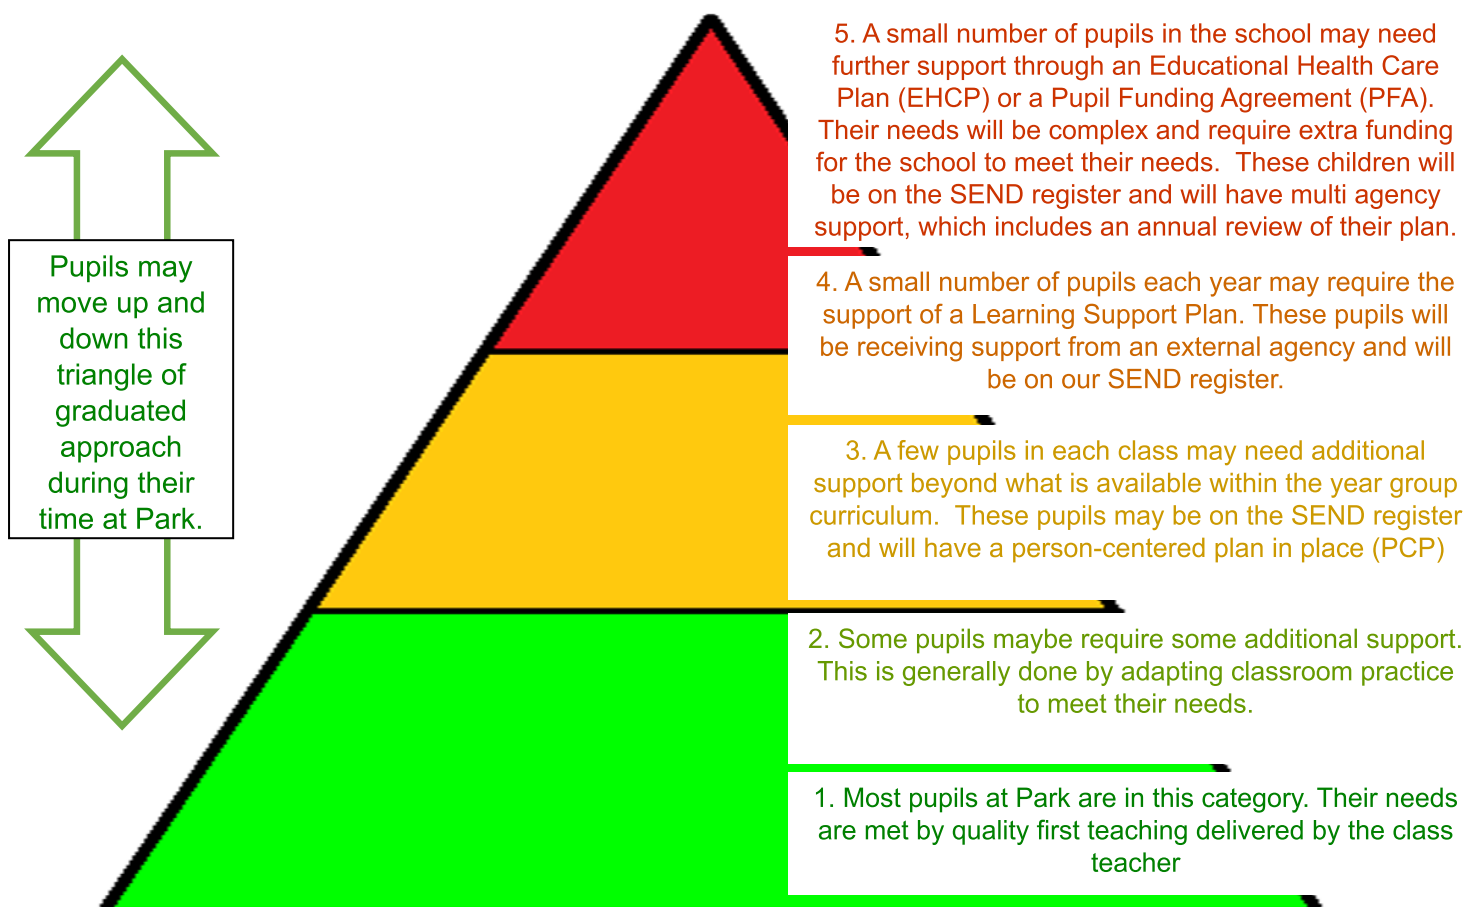 Pupils may
move up and
down this
triangle of
graduated
approach
during their
time at Park.
5. A small number of pupils in the school may need
further support through an Educational Health Care
Plan (EHCP) or a Pupil Funding Agreement (PFA).
Their needs will be complex and require extra funding
for the school to meet their needs.  These children will
be on the SEND register and will have multi agency
support, which includes an annual review of their plan.
4. A small number of pupils each year may require the
support of a Learning Support Plan. These pupils will
be receiving support from an external agency and will
be on our SEND register.
3. A few pupils in each class may need additional
support beyond what is available within the year group
curriculum.  These pupils may be on the SEND register
and will have a person-centered plan in place (PCP)
2. Some pupils maybe require some additional support.
This is generally done by adapting classroom practice
to meet their needs.
1. Most pupils at Park are in this category. Their needs
are met by quality first teaching delivered by the class
teacher